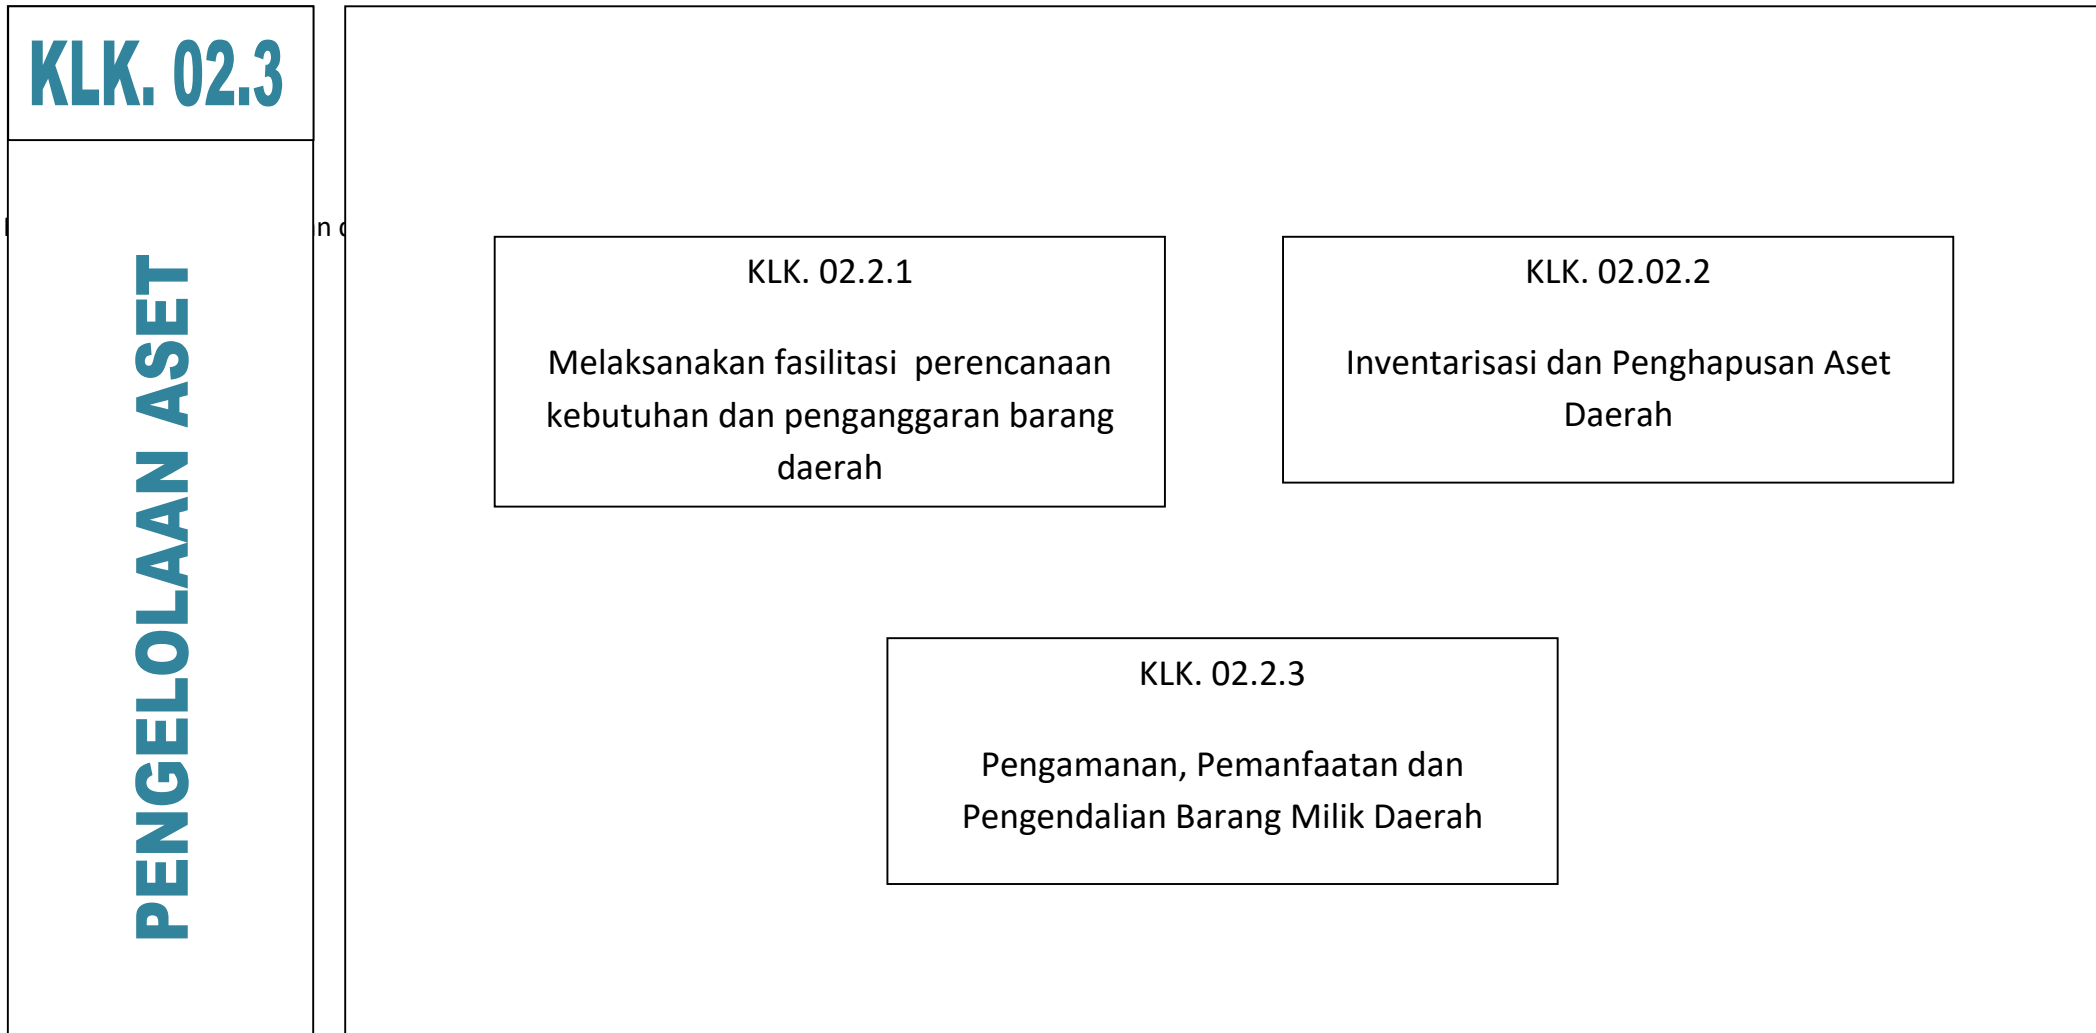 KLK. 02.3
PENGELOLAAN ASET
KLK. 02.2.1
Melaksanakan fasilitasi perencanaan
kebutuhan dan penganggaran barang
daerah
KLK. 02.02.2
Inventarisasi dan Penghapusan Aset
Daerah
KLK. 02.2.3
Pengamanan, Pemanfaatan dan
Pengendalian Barang Milik Daerah